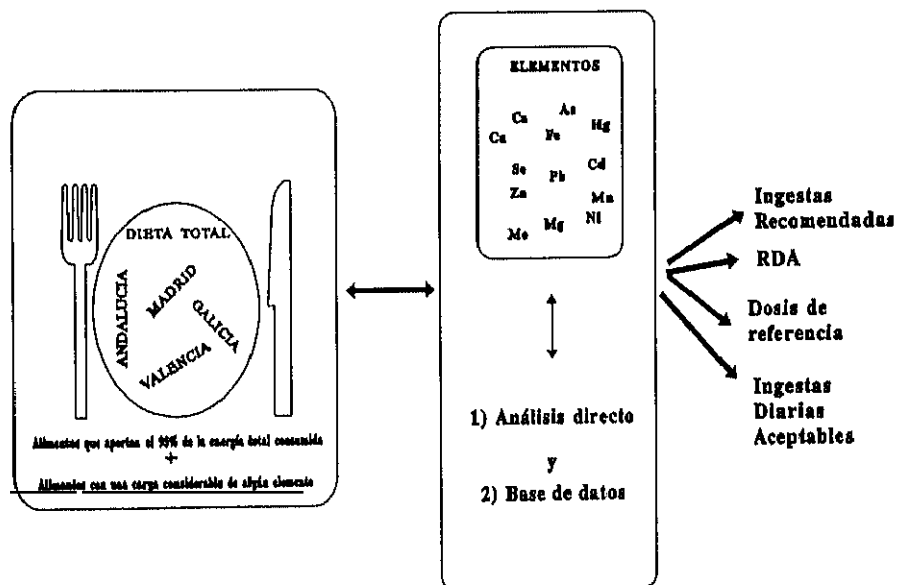 DIETA TOTAL
ANDALUCIA
MADRID
GALICIA
VALENCIA
Alimentos que aportan el 95% de la energía total consumida
+
Alimentos con una carga considerable de algún elemento
ELEMENTOS
Ca
As
Cu
Fe
Hg
Se
Pb
Cd
Zn
Mn
Mo
Mg
Ni
1) Análisis directo
y
2) Base de datos
Ingestas
Recomendadas
RDA
Dosis de
referencia
Ingestas
Diarias
Aceptables